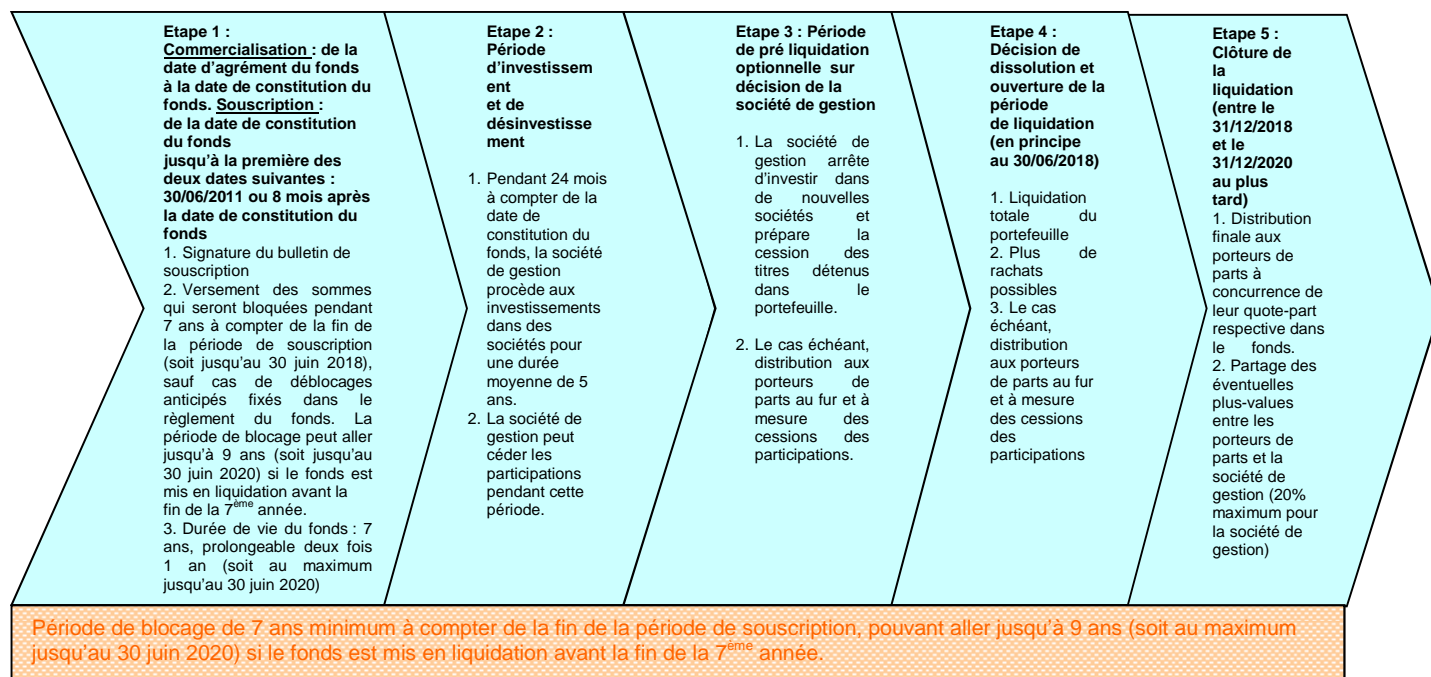 Etape 1 :
Commercialisation : de la
date d'agrément du fonds
à la date de constitution du
fonds. Souscription :
de la date de constitution
du fonds
jusqu'à la première des
deux dates suivantes :
30/06/2011 ou 8 mois après
la date de constitution du
fonds
1. Signature du bulletin de
souscription
2. Versement des sommes
qui seront bloquées pendant
7 ans à compter de la fin de
la période de souscription
(soit jusqu'au 30 juin 2018),
sauf cas de déblocages
anticipés fixés dans le
règlement du fonds. La
période de blocage peut aller
jusqu'à 9 ans (soit jusqu'au
30 juin 2020) si le fonds est
mis en liquidation avant la
fin de la 7ème année.
3. Durée de vie du fonds : 7
ans, prolongeable deux fois
1 an (soit au maximum
jusqu'au 30 juin 2020)
Etape 2 :
Période
d'investissem
ent
et de
désinvestisse
ment
1. Pendant 24 mois
à compter de la
date de
constitution du
fonds, la société
de gestion
procède aux
investissements
dans des
sociétés pour
une durée
moyenne de 5
ans.
2. La société de
gestion peut
céder les
participations
pendant cette
période.
Etape 3 : Période
de pré liquidation
optionnelle sur
décision de la
société de gestion
1. La société de
gestion arrête
d'investir dans
de nouvelles
sociétés et
prépare la
cession des
titres détenus
dans le
portefeuille.
2. Le cas échéant,
distribution aux
porteurs de
parts au fur et à
mesure des
cessions des
participations.
Etape 4 :
Décision de
dissolution et
ouverture de la
période
de liquidation
(en principe
au 30/06/2018)
1. Liquidation
totale du
portefeuille
2. Plus de
rachats
possibles
3. Le cas
échéant,
distribution
aux porteurs
de parts au fur
et à mesure
des cessions
des
participations
Etape 5 :
Clôture de
la
liquidation
(entre le
31/12/2018
et le
31/12/2020
au plus
tard)
1. Distribution
finale aux
porteurs de
parts à
concurrence de
leur quote-part
respective dans
le fonds.
2. Partage des
éventuelles
plus-values
entre les
porteurs de
parts et la
société de
gestion (20%
maximum pour
la société de
gestion)
Période de blocage de 7 ans minimum à compter de la fin de la période de souscription, pouvant aller jusqu'à 9 ans (soit au maximum
jusqu'au 30 juin 2020) si le fonds est mis en liquidation avant la fin de la 7ème année.